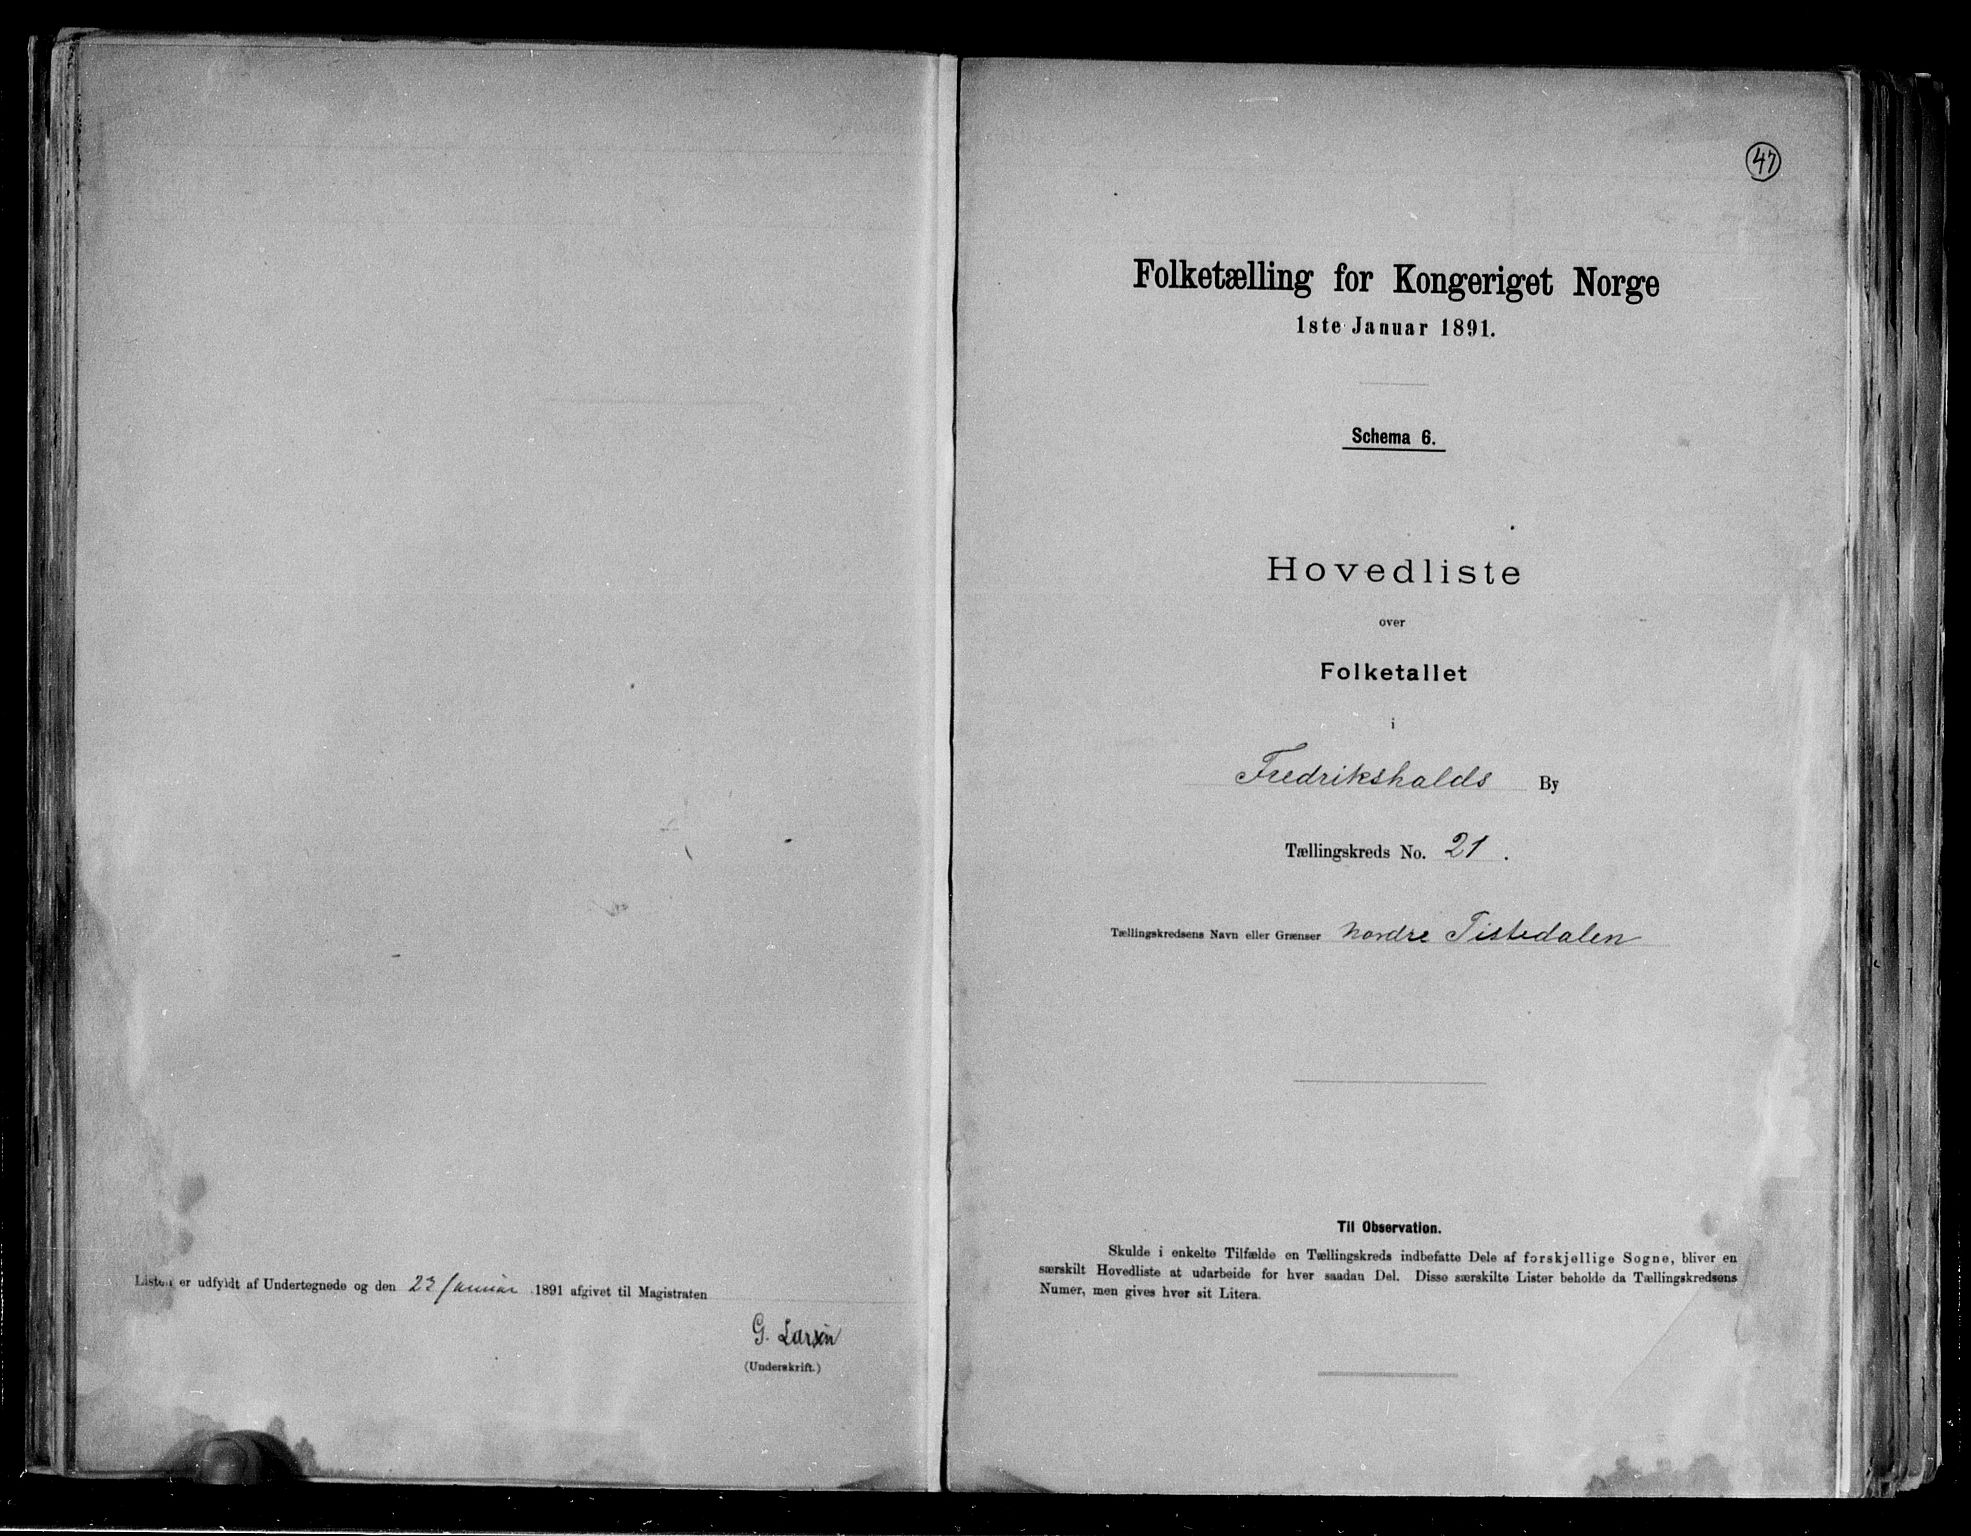 Listen er udfyldt af Undertegnede og den 23 Januar 1891 afgivet til Magistraten
G. Larsen
(Underskrift.)
47
Folketælling for Kongeriget Norge
1ste Januar 1891.
Schema 6.
Hovedliste
over
Folketallet
i
Fredrikshalds By
Tællingskreds No. 21.
Tællingskredsens Navn eller Grænser Nordre Tistedalen
Til Observation.
Skulde i enkelte Tilfælde en Tællingskreds indbefatte Dele af forskjellige Sogne, bliver en
særskilt Hovedliste at udarbeide for hver saadan Del. Disse særskilte Lister beholde da Tællingskredsens
Numer, men gives hver sit Litera.